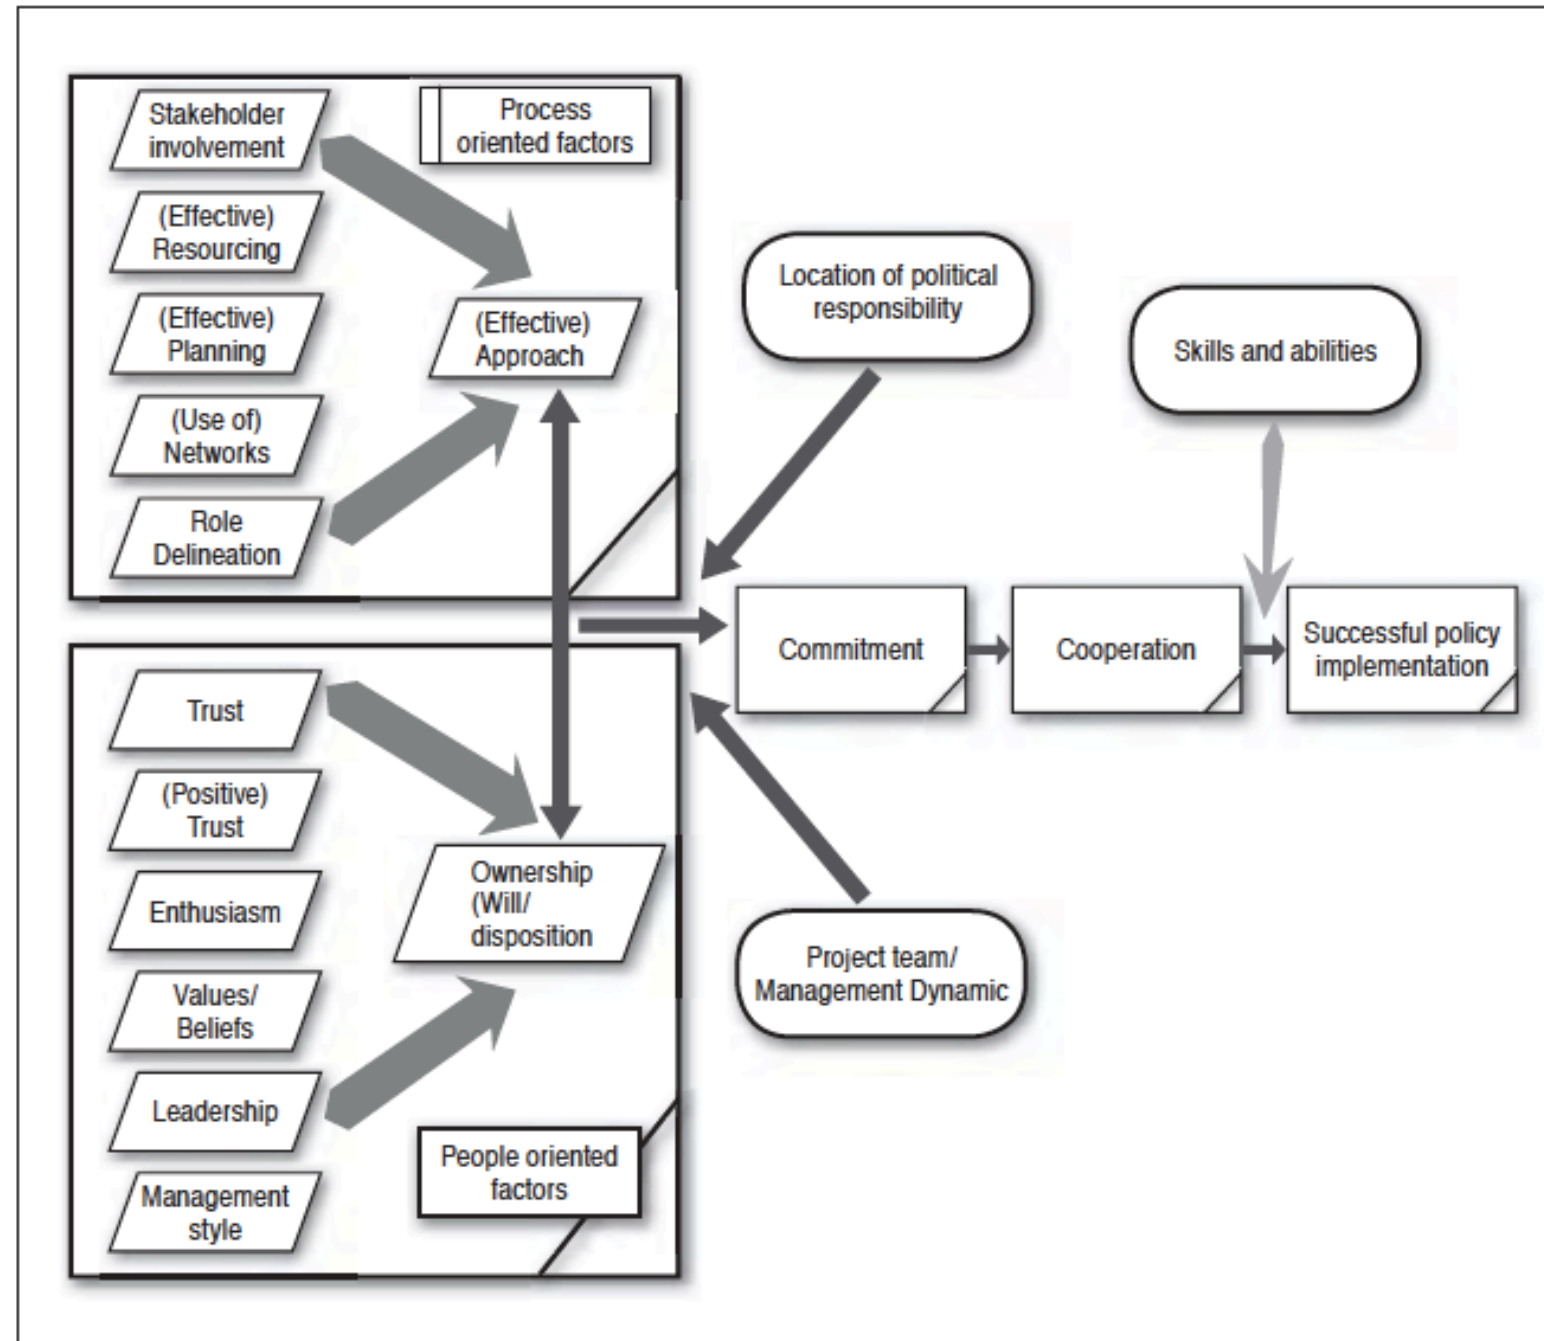 Stakeholder
involvement
Process
oriented factors
(Effective)
Resourcing
(Effective)
Planning
(Effective)
Approach
(Use of)
Networks
Role
Delineation
Location of political
responsibility
Skills and abilities
Commitment
Cooperation
Successful policy
implementation
Trust
(Positive)
Trust
Enthusiasm
Values/
Beliefs
Leadership
Management
style
Ownership
(Will/
disposition
People oriented
factors
Project team/
Management Dynamic